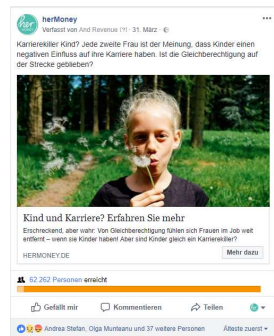 herMoney
Verfasst von And Revenue (?) · 31. März ·
Karrierekiller Kind? Jede zweite Frau ist der Meinung, dass Kinder einen
negativen Einfluss auf ihre Karriere haben. Ist die Gleichberechtigung auf
der Strecke geblieben?
Kind und Karriere? Erfahren Sie mehr
Erschreckend, aber wahr: Von Gleichberechtigung fühlen sich Frauen im Job weit
entfernt – wenn sie Kinder haben! Aber sind Kinder gleich ein Karrierekiller?
HERMONEY.DE
Mehr dazu
62 262 Personen erreicht
Gefällt mir Kommentieren Teilen
Andrea Stefan, Olga Munteanu und 37 weitere Personen Älteste zuerst